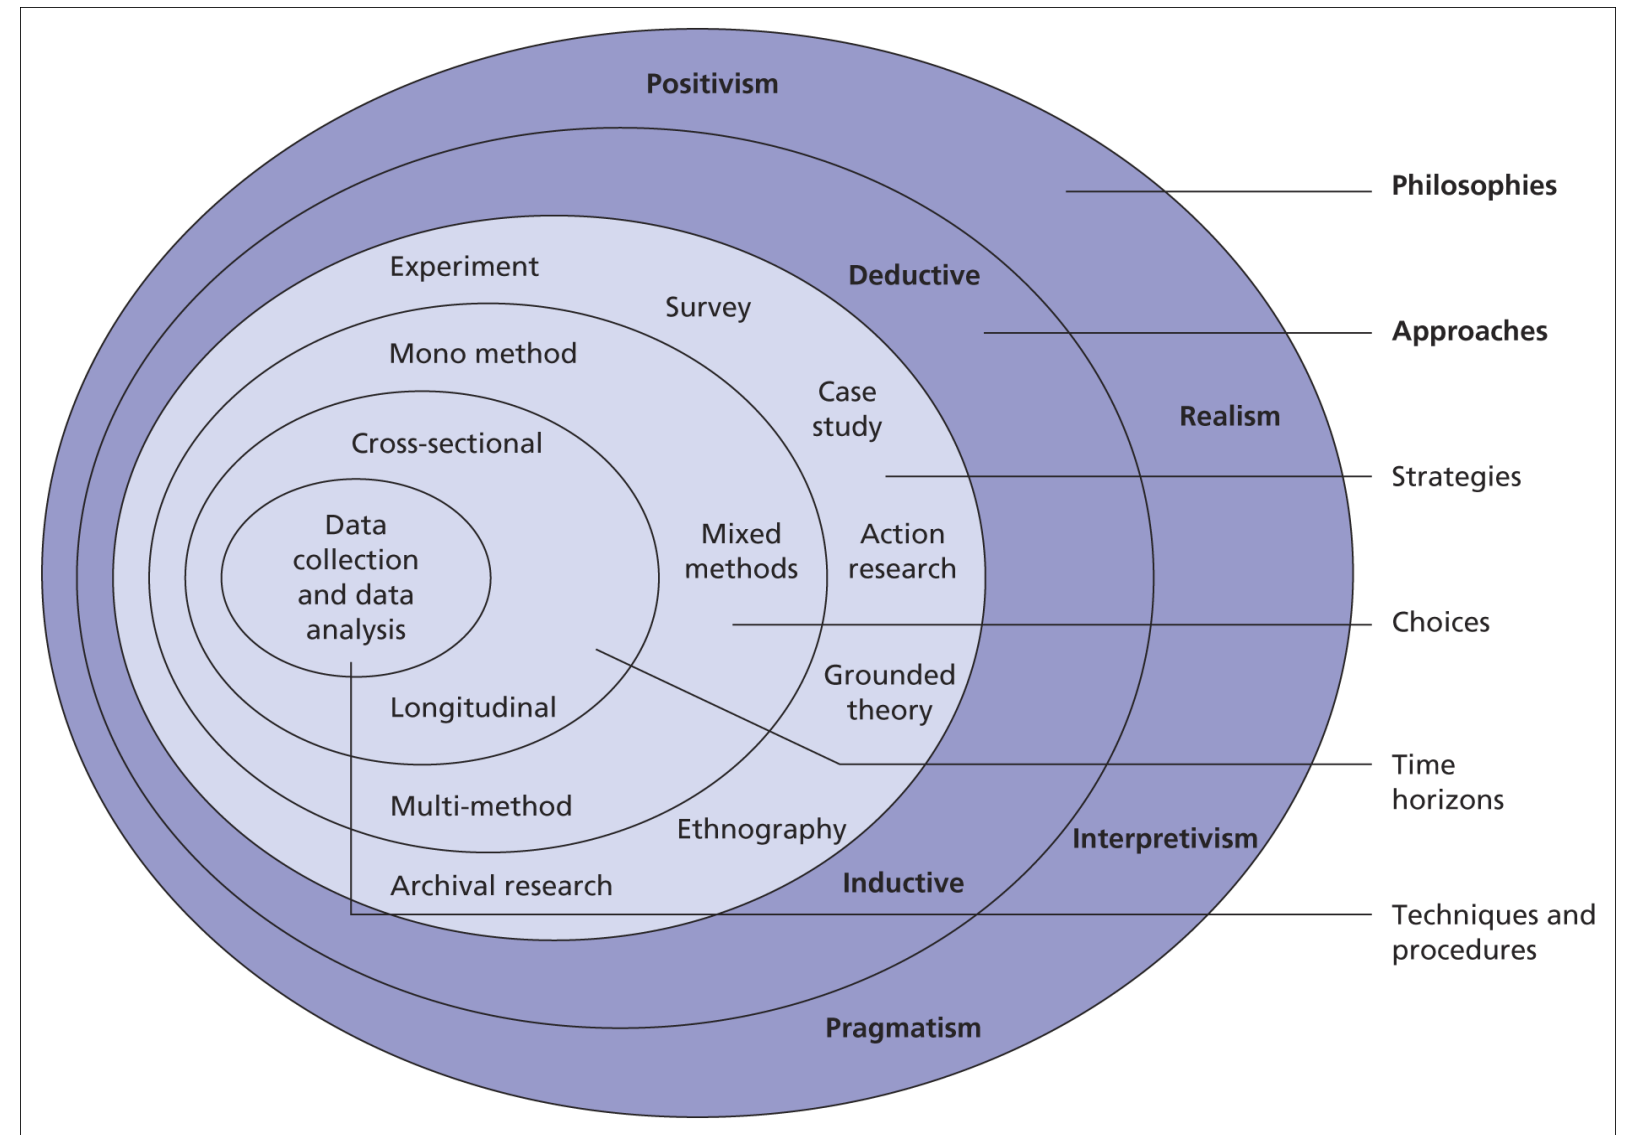 Positivism
Philosophies
Experiment
Deductive
Survey
Approaches
Mono method
Case
study
Realism
Cross-sectional
Strategies
Data
collection
and data
analysis
Mixed
methods
Action
research
Choices
Grounded
theory
Longitudinal
Time
horizons
Multi-method
Ethnography
Interpretivism
Archival research
Inductive
Techniques and
procedures
Pragmatism